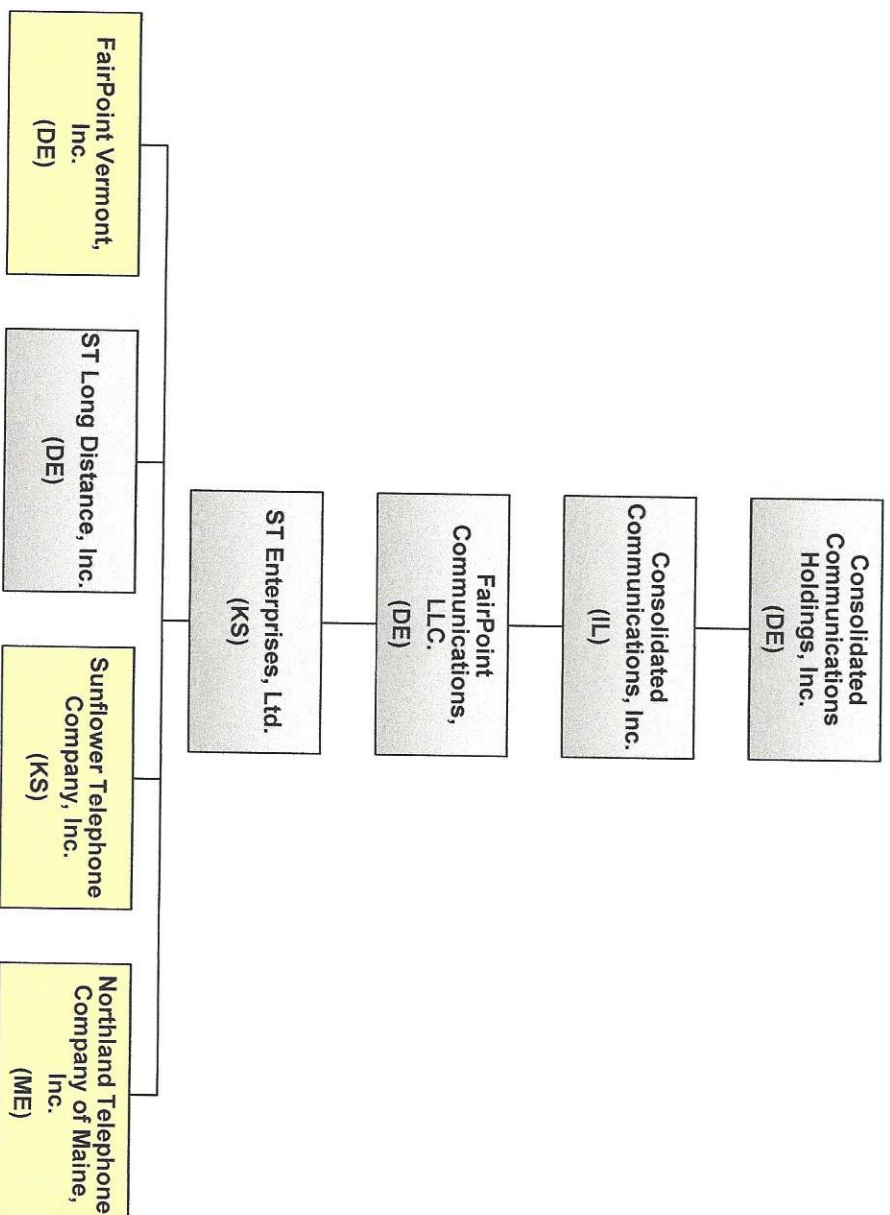 Consolidated
Communications
Holdings, Inc.
(DE)
Consolidated
Communications, Inc.
(IL)
FairPoint
Communications,
LLC.
(DE)
ST Enterprises, Ltd.
(KS)
FairPoint Vermont,
Inc.
(DE)
ST Long Distance, Inc.
(DE)
Sunflower Telephone
Company, Inc.
(KS)
Northland Telephone
Company of Maine,
Inc.
(ME)